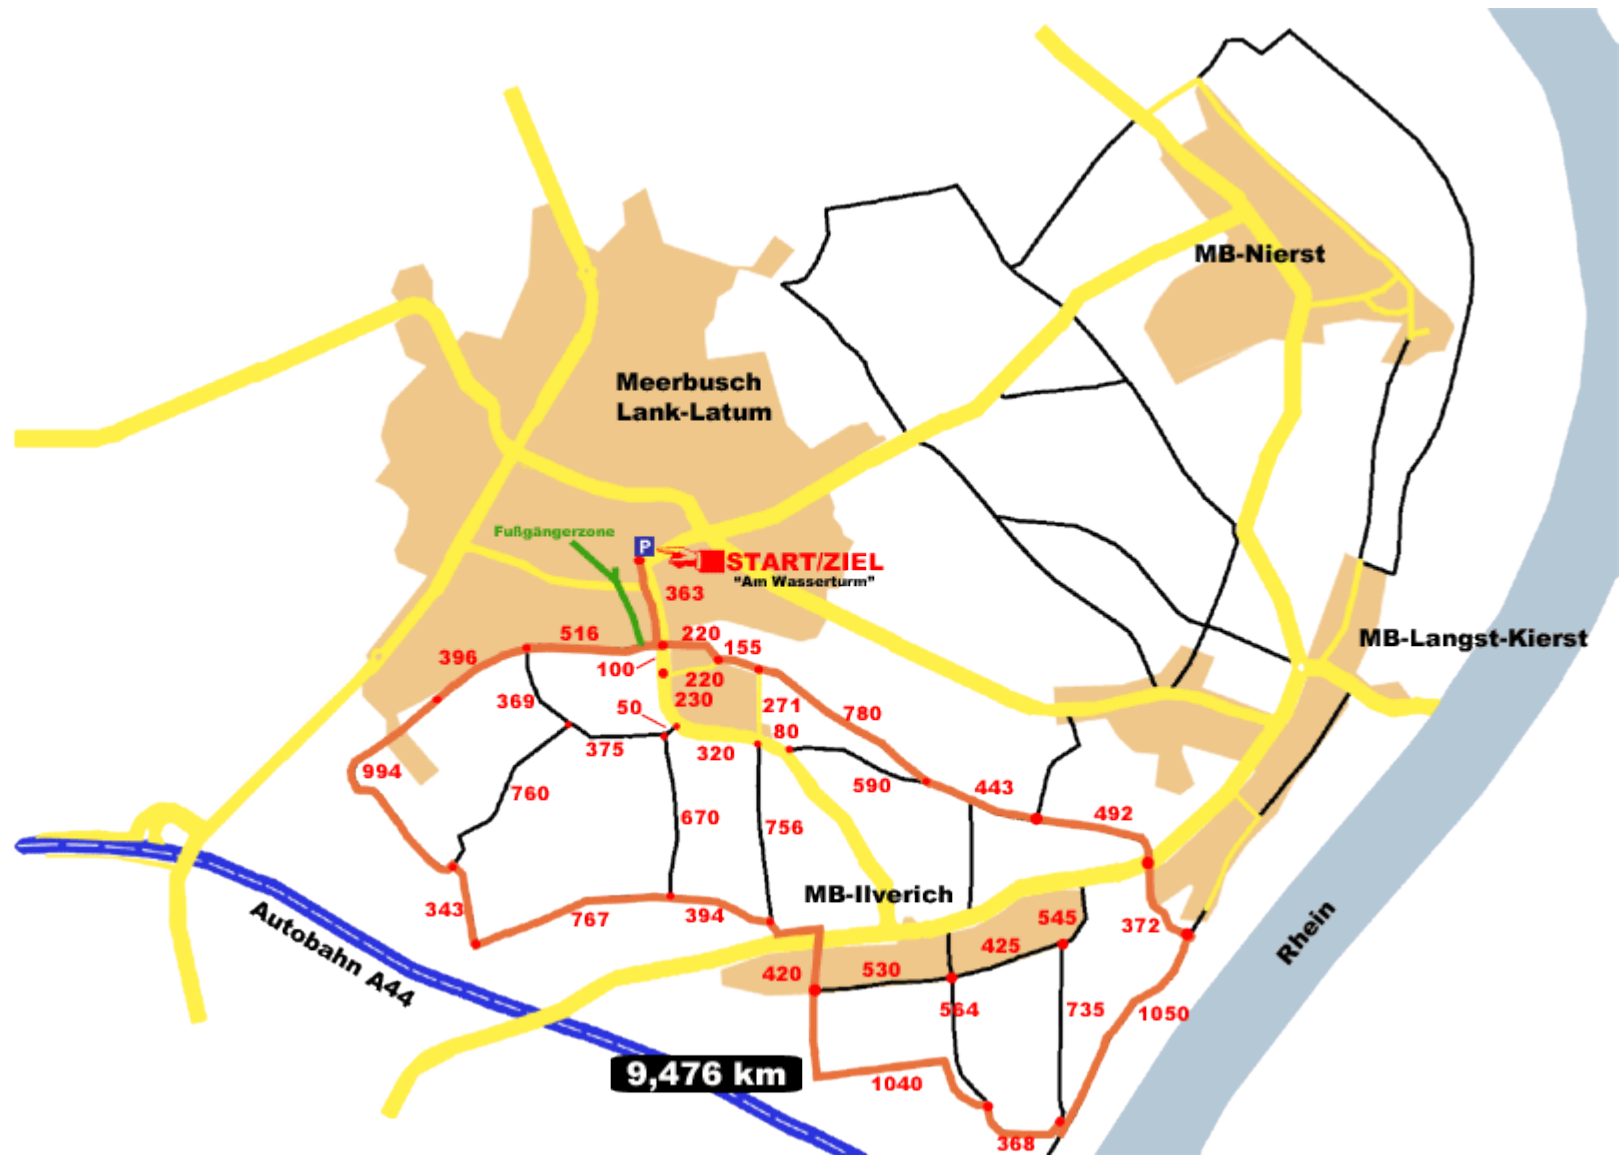 MB-Nierst
Meerbusch
Lank-Latum
Fußgängerzone
P
START/ZIEL
"Am Wasserturm"
363
516
220
155
MB-Langst-Kierst
396
100
220
369
230
271
50
780
80
375
320
994
590
443
760
670
756
492
MB-Ilverich
343
767
394
545
372
Autobahn A44
425
Rhein
420
530
564
735
1050
9,476 km
1040
368